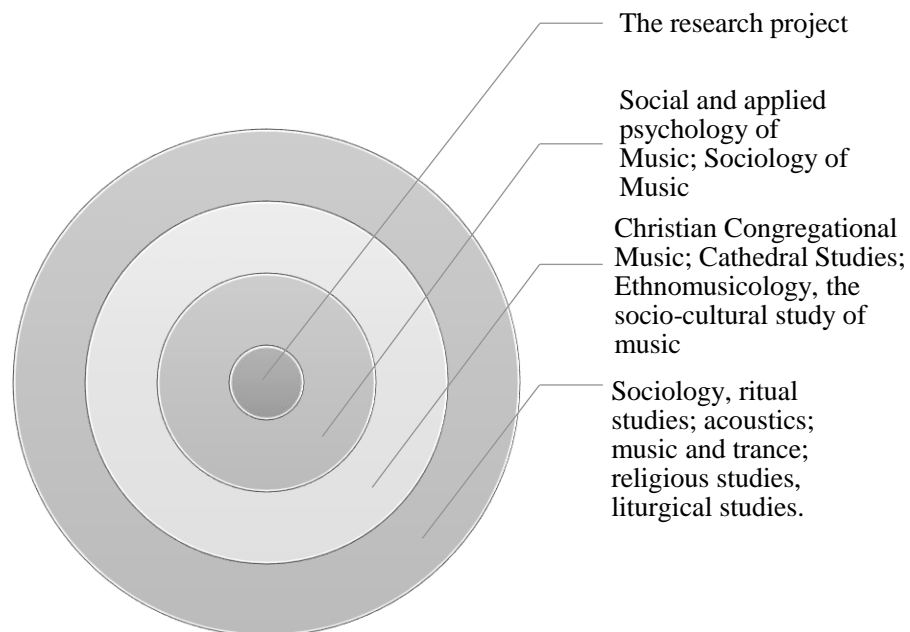 The research project
Social and applied
psychology of
Music; Sociology of
Music
Christian Congregational
Music; Cathedral Studies;
Ethnomusicology, the
socio-cultural study of
music
Sociology, ritual
studies; acoustics;
music and trance;
religious studies,
liturgical studies.